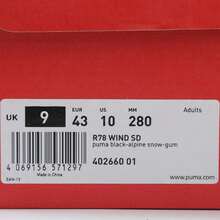 Adults
UK 9 EUR 43 US 10 MM 280
R78 WIND SD
puma black-alpine snow-gum
402660 01
4 069156 571297
Made in China
www.puma.com